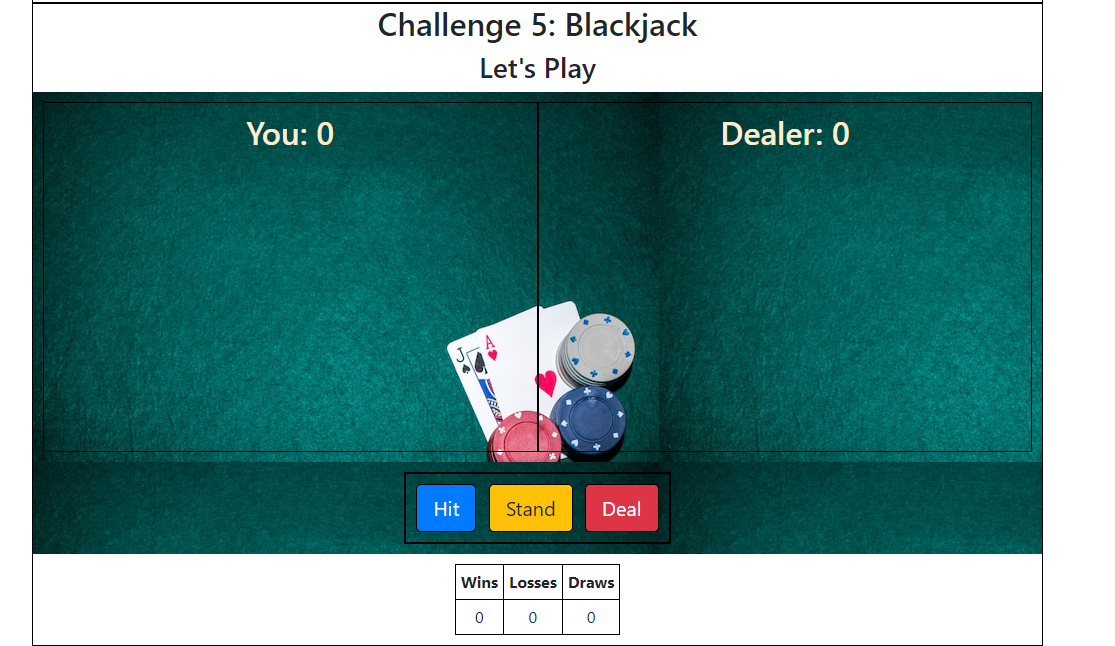 Challenge 5: Blackjack
Let's Play
You: 0
Dealer: 0
J
A
Hit
Stand
Deal
Wins Losses Draws
0 0 0